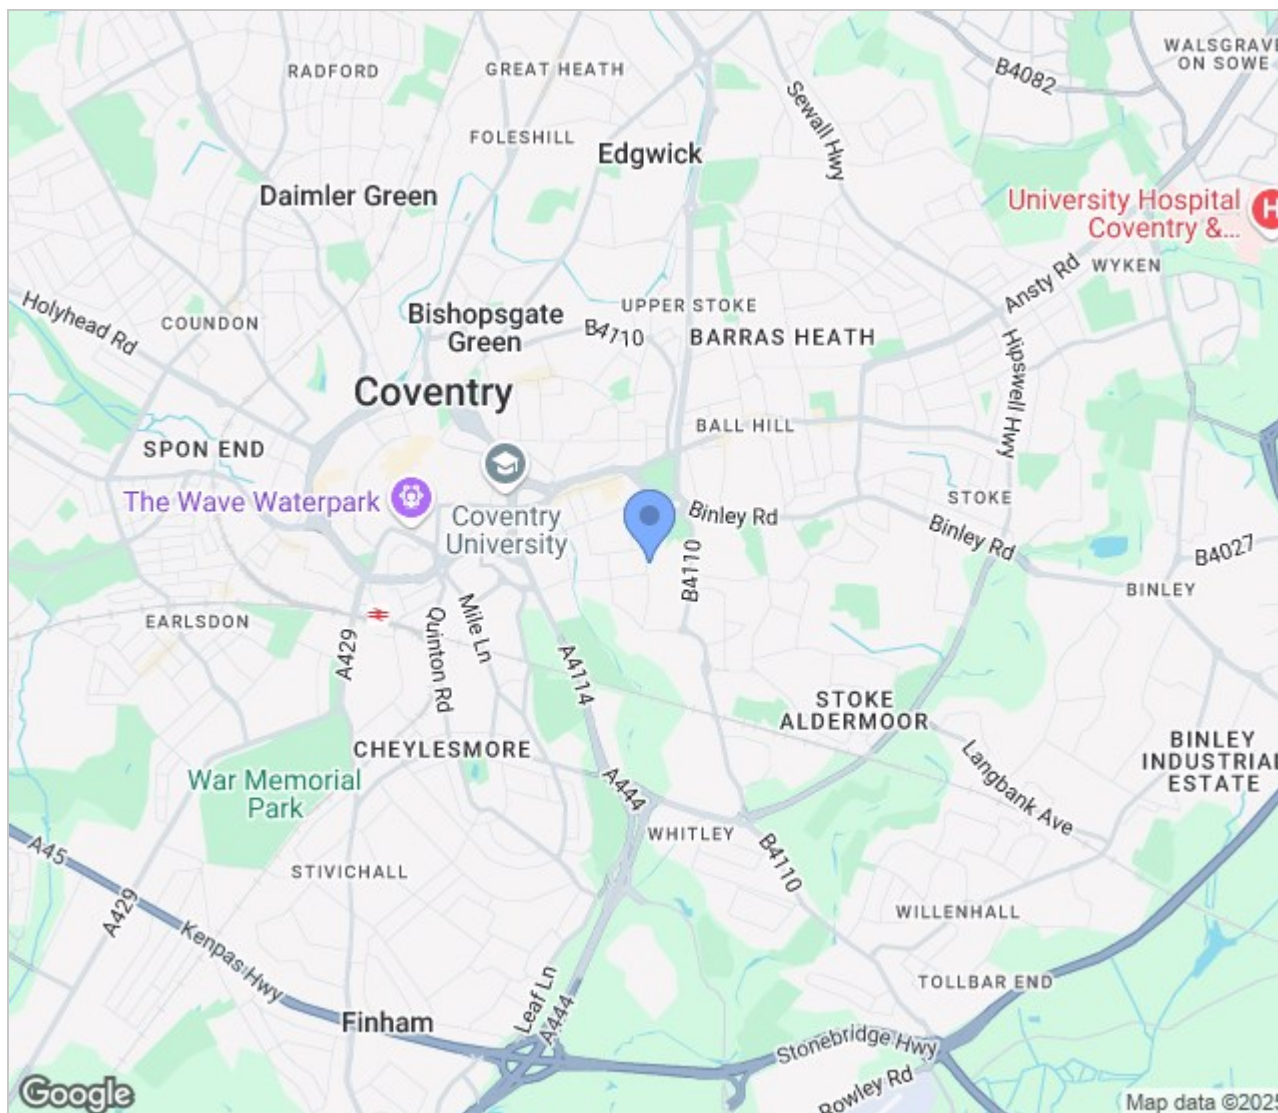 RADFORD
GREAT HEATH
B4082
WALSGRAVE
ON SOWE
Sewall Hwy
FOLESHILL
Edgwick
Daimler Green
University Hospital
Coventry &...
H
WYKEN
Ansty Rd
Holyhead Rd
COUNDON
Bishopsgate
Green
B4110
UPPER STOKE
BARRAS HEATH
Hipswell Hwy
Coventry
BALL HILL
SPON END
The Wave Waterpark
Coventry
University
Binley Rd
STOKE
Binley Rd
B4027
B4110
BINLEY
EARLSDON
A429
Quinton Rd
Mile Ln
A4114
STOKE
ALDERMOOR
CHEYLESMORE
Langbank Ave
BINLEY
INDUSTRIAL
ESTATE
War Memorial
Park
A444
WHITLEY
B4110
A45
STIVICHALL
A429
WILLENHALL
Kenpas Hwy
TOLLBAR END
Leaf Ln
A444
Finham
Stonebridge Hwy
Rowley Rd
Google
Map data ©2025